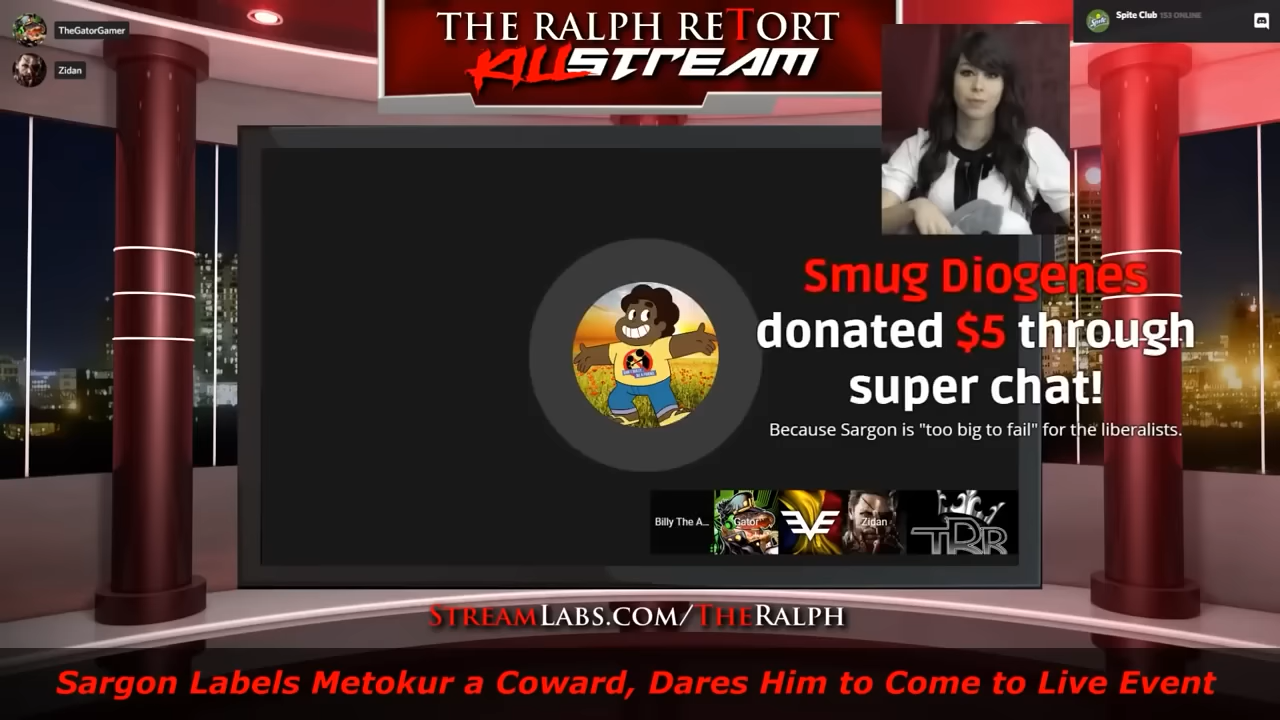 TheGatorGamer
Zidan
THE RALPH RETORT
KILLSTREAM
Spite Club 153 ONLINE
Smug Diogenes
donated $5 through
super chat!
Because Sargon is "too big to fail" for the liberalists.
Billy The A...
Gator
Zidan
TRR
STREAMLABS.COM/THERALPH
Sargon Labels Metokur a Coward, Dares Him to Come to Live Event